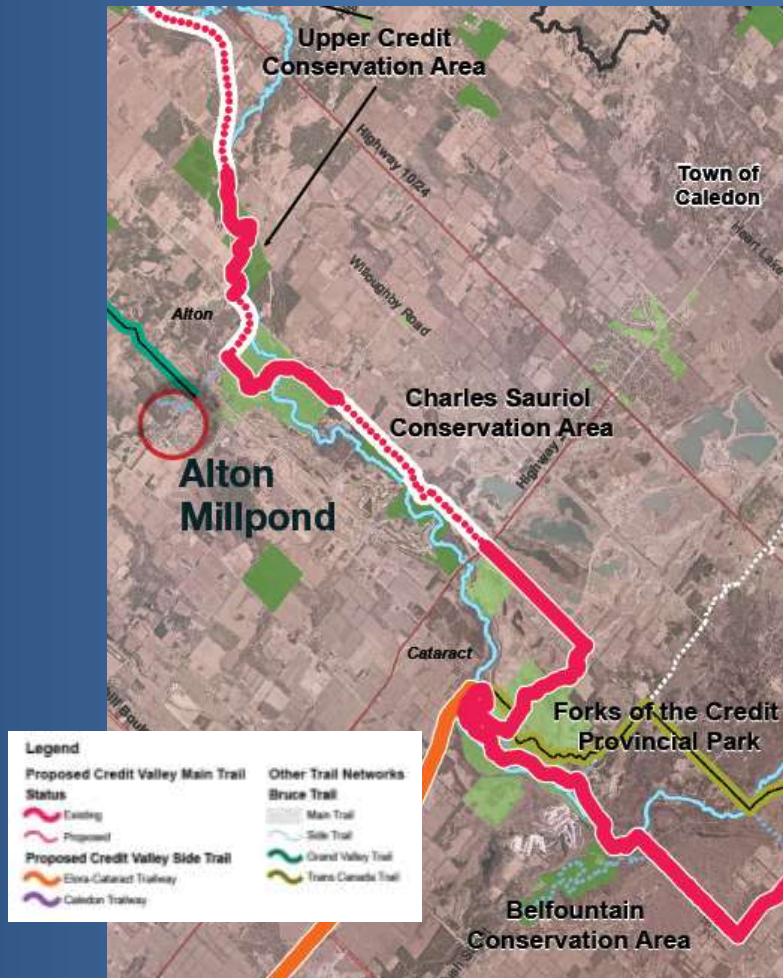 Upper Credit
Conservation Area
Highway 10/24
Town of
Caledon
Heart Lake
Willoughby Road
Alton
Charles Sauriol
Conservation Area
Highway
Alton
Millpond
Cataract
Forks of the Credit
Provincial Park
Legend
Proposed Credit Valley Main Trail
Status
Existing
Proposed
Proposed Credit Valley Side Trail
Elora-Cataract Trailway
Caledon Trailway
Other Trail Networks
Bruce Trail
Main Trail
Side Trail
Grand Valley Trail
Trans Canada Trail
Belfountain
Conservation Area